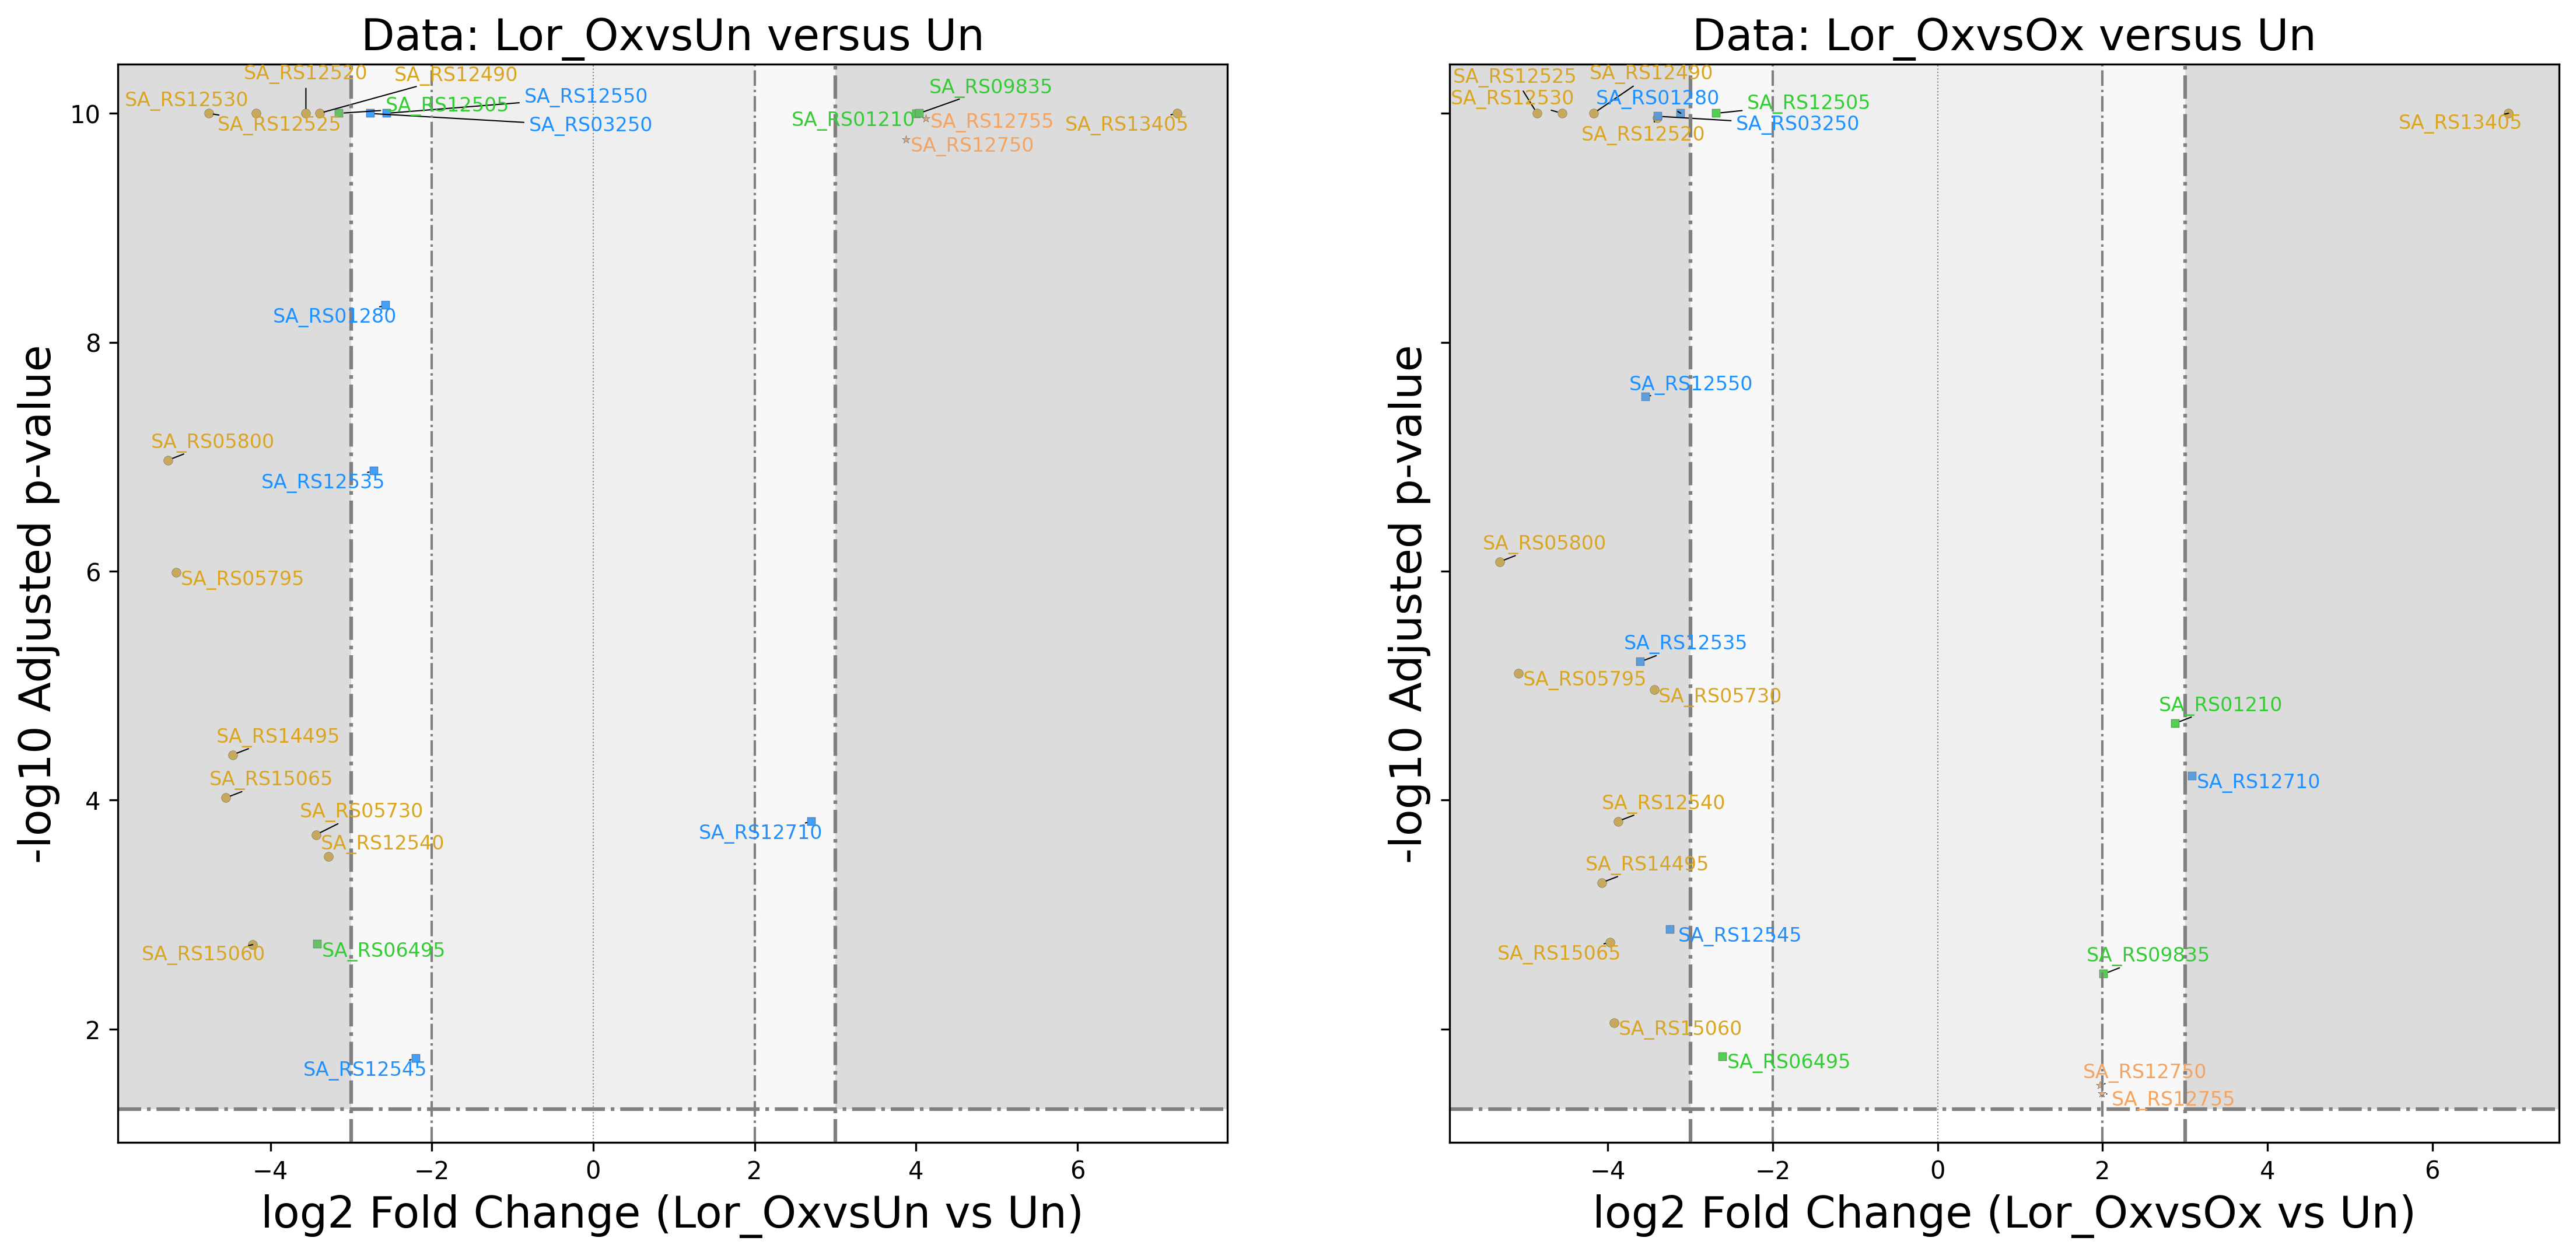 Data: Lor_OxvsUn versus Un
SA_RS12520
SA_RS12490
SA_RS12530
SA_RS12550
SA_RS12505
SA_RS09835
SA_RS12525
SA_RS03250
SA_RS01210
SA_RS12755
SA_RS13405
SA_RS12750
SA_RS01280
SA_RS05800
SA_RS12535
SA_RS05795
SA_RS14495
SA_RS15065
SA_RS05730
SA_RS12540
SA_RS12710
SA_RS15060
SA_RS06495
SA_RS12545
10
8
6
4
2
−4
−2
0
2
4
6
-log10 Adjusted p-value
log2 Fold Change (Lor_OxvsUn vs Un)
Data: Lor_OxvsOx versus Un
SA_RS12525
SA_RS12490
SA_RS12530
SA_RS01280
SA_RS12505
SA_RS03250
SA_RS12520
SA_RS13405
SA_RS12550
SA_RS05800
SA_RS12535
SA_RS05795
SA_RS05730
SA_RS01210
SA_RS12710
SA_RS12540
SA_RS14495
SA_RS12545
SA_RS15065
SA_RS09835
SA_RS15060
SA_RS06495
SA_RS12750
SA_RS12755
−4
−2
0
2
4
6
-log10 Adjusted p-value
log2 Fold Change (Lor_OxvsOx vs Un)